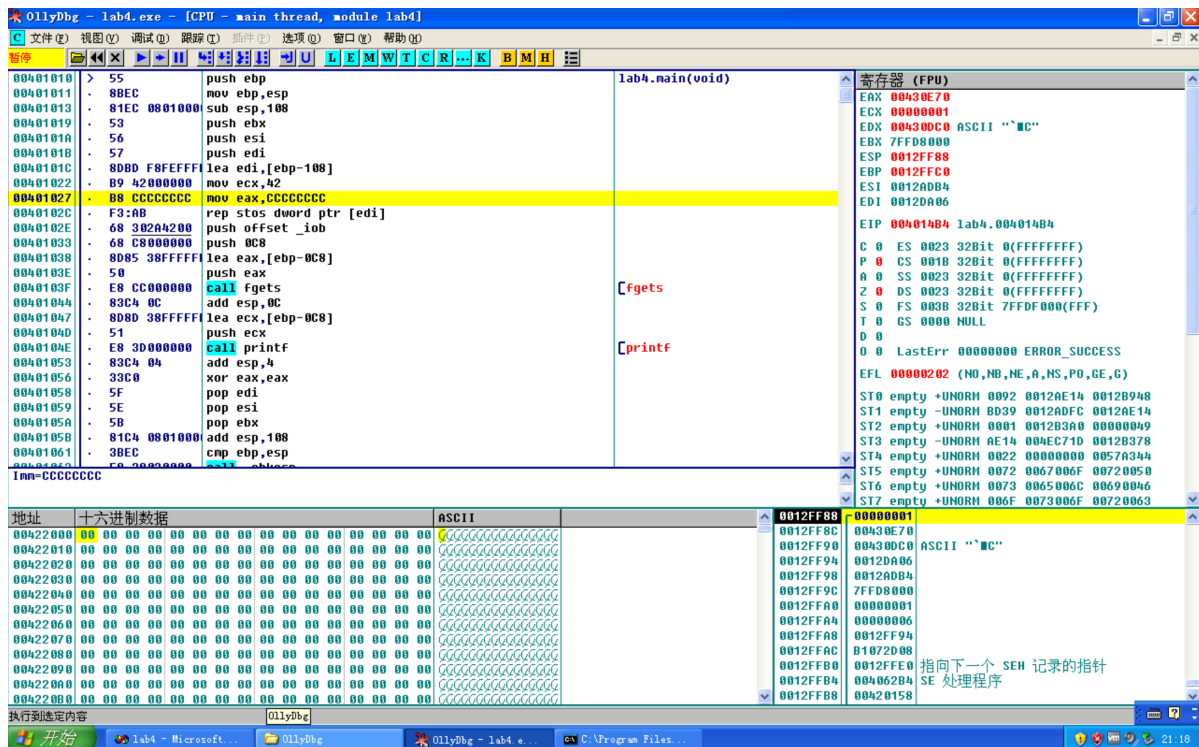 OllyDbg - lab4.exe - [CPU - main thread, module lab4]
C 文件(F) 视图(V) 调试(D) 跟踪(T) 插件(P) 选项(O) 窗口(W) 帮助(H)
暂停 L E M W T C R ... K B M H
00401010 > 55 push ebp lab4.main(void)
00401011 . 8BEC mov ebp,esp
00401013 . 81EC 0801000 sub esp,108
00401019 . 53 push ebx
0040101A . 56 push esi
0040101B . 57 push edi
0040101C . 8DBD F8FEFFF lea edi,[ebp-108]
00401022 . B9 42000000 mov ecx,42
00401027 . B8 CCCCCCCC mov eax,CCCCCCCC
0040102C . F3:AB rep stos dword ptr [edi]
0040102E . 68 302A4200 push offset _iob
00401033 . 68 C8000000 push 0C8
00401038 . 8D85 38FFFFF lea eax,[ebp-0C8]
0040103E . 50 push eax
0040103F . E8 CC000000 call fgets [fgets
00401044 . 83C4 0C add esp,0C
00401047 . 8D8D 38FFFFF lea ecx,[ebp-0C8]
0040104D . 51 push ecx
0040104E . E8 3D000000 call printf [printf
00401053 . 83C4 04 add esp,4
00401056 . 33C0 xor eax,eax
00401058 . 5F pop edi
00401059 . 5E pop esi
0040105A . 5B pop ebx
0040105B . 81C4 0801000 add esp,108
00401061 . 3BEC cmp ebp,esp
Imm=CCCCCCCC
寄存器 (FPU)
EAX 00430E70
ECX 00000001
EDX 00430DC0 ASCII "`■C"
EBX 7FFD8000
ESP 0012FF88
EBP 0012FFC0
ESI 0012ADB4
EDI 0012DA06
EIP 004014B4 lab4.004014B4
C 0 ES 0023 32Bit 0(FFFFFFFF)
P 0 CS 001B 32Bit 0(FFFFFFFF)
A 0 SS 0023 32Bit 0(FFFFFFFF)
Z 0 DS 0023 32Bit 0(FFFFFFFF)
S 0 FS 003B 32Bit 7FFDF000(FFF)
T 0 GS 0000 NULL
D 0
O 0 LastErr 00000000 ERROR_SUCCESS
EFL 00000202 (NO,NB,NE,A,NS,PO,GE,G)
ST0 empty +UNORM 0092 0012AE14 0012B948
ST1 empty -UNORM BD39 0012ADFC 0012AE14
ST2 empty +UNORM 0001 0012B3A0 00000049
ST3 empty -UNORM AE14 004EC71D 0012B378
ST4 empty +UNORM 0022 00000000 0057A344
ST5 empty +UNORM 0072 0067006F 00720050
ST6 empty +UNORM 0073 0065006C 00690046
ST7 empty +UNORM 006F 0073006F 00720063
地址 十六进制数据 ASCII
00422000 00 00 00 00 00 00 00 00 00 00 00 00 00 00 00 00
00422010 00 00 00 00 00 00 00 00 00 00 00 00 00 00 00 00
00422020 00 00 00 00 00 00 00 00 00 00 00 00 00 00 00 00
00422030 00 00 00 00 00 00 00 00 00 00 00 00 00 00 00 00
00422040 00 00 00 00 00 00 00 00 00 00 00 00 00 00 00 00
00422050 00 00 00 00 00 00 00 00 00 00 00 00 00 00 00 00
00422060 00 00 00 00 00 00 00 00 00 00 00 00 00 00 00 00
00422070 00 00 00 00 00 00 00 00 00 00 00 00 00 00 00 00
00422080 00 00 00 00 00 00 00 00 00 00 00 00 00 00 00 00
00422090 00 00 00 00 00 00 00 00 00 00 00 00 00 00 00 00
004220A0 00 00 00 00 00 00 00 00 00 00 00 00 00 00 00 00
004220B0 00 00 00 00 00 00 00 00 00 00 00 00 00 00 00 00
0012FF88 00000001
0012FF8C 00430E70
0012FF90 00430DC0 ASCII "`■C"
0012FF94 0012DA06
0012FF98 0012ADB4
0012FF9C 7FFD8000
0012FFA0 00000001
0012FFA4 00000006
0012FFA8 0012FF94
0012FFAC B1072D08
0012FFB0 0012FFE0 指向下一个 SEH 记录的指针
0012FFB4 004062B4 SE 处理程序
0012FFB8 00420158
执行到选定内容
OllyDbg
开始 lab4 - Microsoft... OllyDbg OllyDbg - lab4.e... C:\Program Files... 21:18